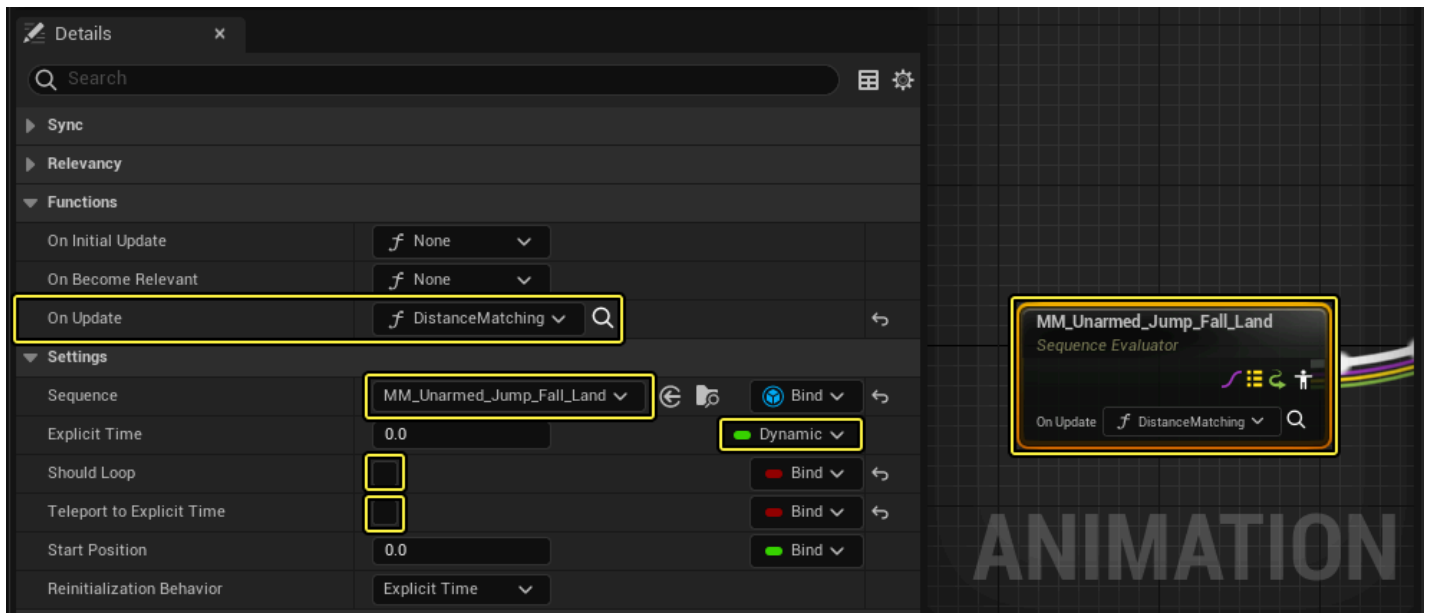 Details
Search
Sync
Relevancy
Functions
On Initial Update
None
On Become Relevant
None
On Update
DistanceMatching
Settings
Sequence
MM_Unarmed_Jump_Fall_Land
Bind
Explicit Time
0.0
Dynamic
Should Loop
Bind
Teleport to Explicit Time
Bind
Start Position
0.0
Bind
Reinitialization Behavior
Explicit Time
MM_Unarmed_Jump_Fall_Land
Sequence Evaluator
On Update
DistanceMatching
ANIMATION